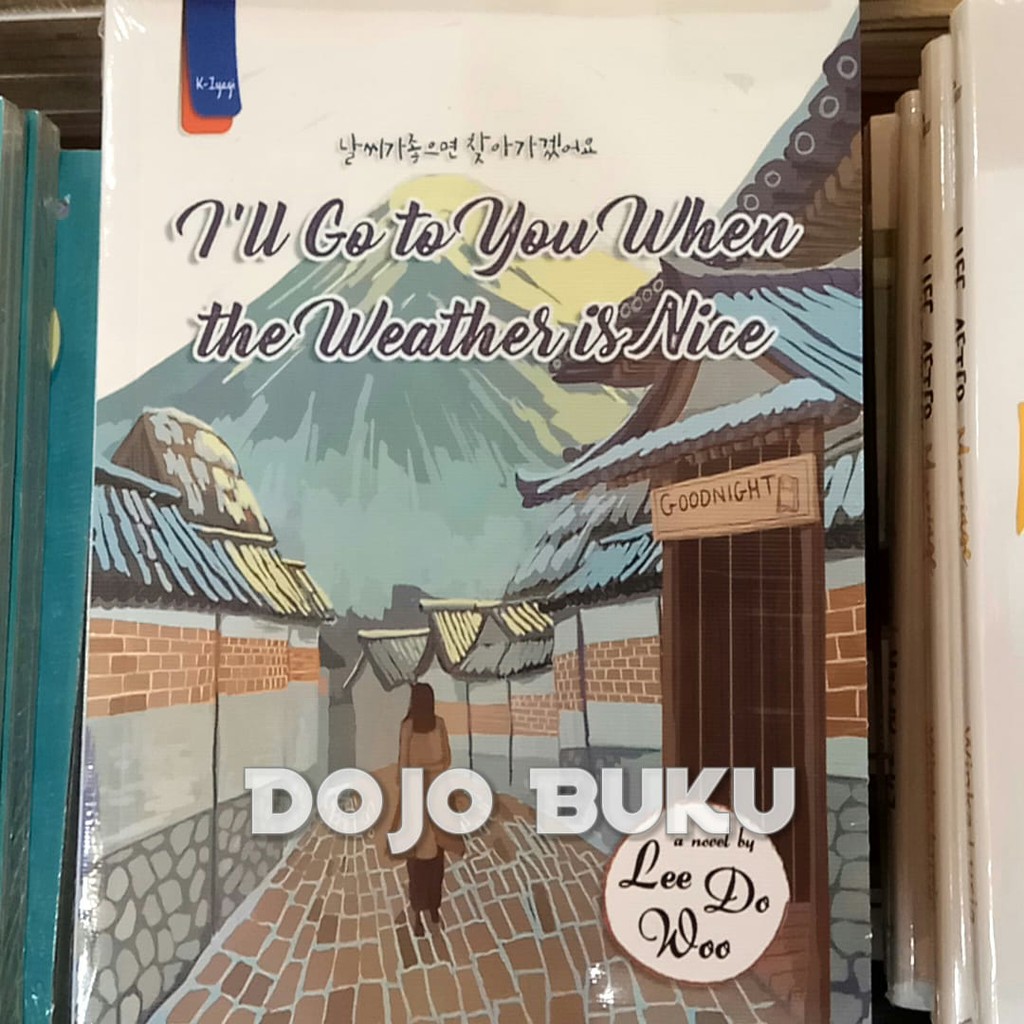 K-Iyagi
날씨가좋으면 찾아가겠어요
I'll Go to You When
the Weather is Nice
GOODNIGHT
DOJO BUKU
a novel by
Lee Do
Woo